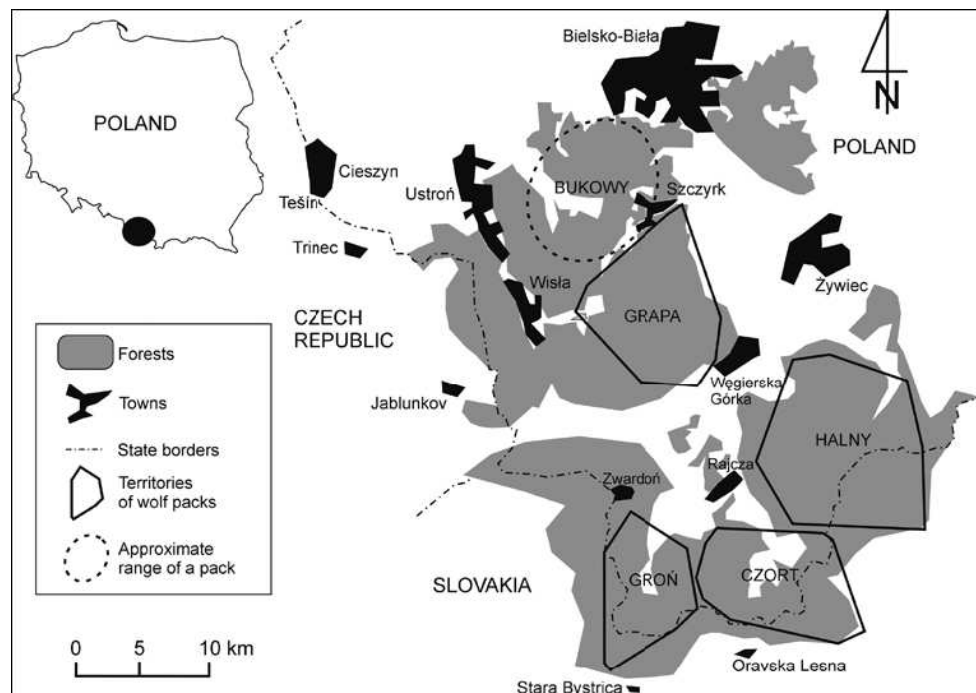 POLAND
Bielsko-Biała
N
POLAND
Cieszyn
Tešín
Ustroń
BUKOWY
Szczyrk
Trinec
Wisła
Żywiec
CZECH
REPUBLIC
GRAPA
Węgierska
Górka
Jablunkov
HALNY
Zwardoń
Rajcza
SLOVAKIA
GROŃ
CZORT
Oravska Lesna
Stara Bystrica
Forests
Towns
State borders
Territories
of wolf packs
Approximate
range of a pack
0 5 10 km